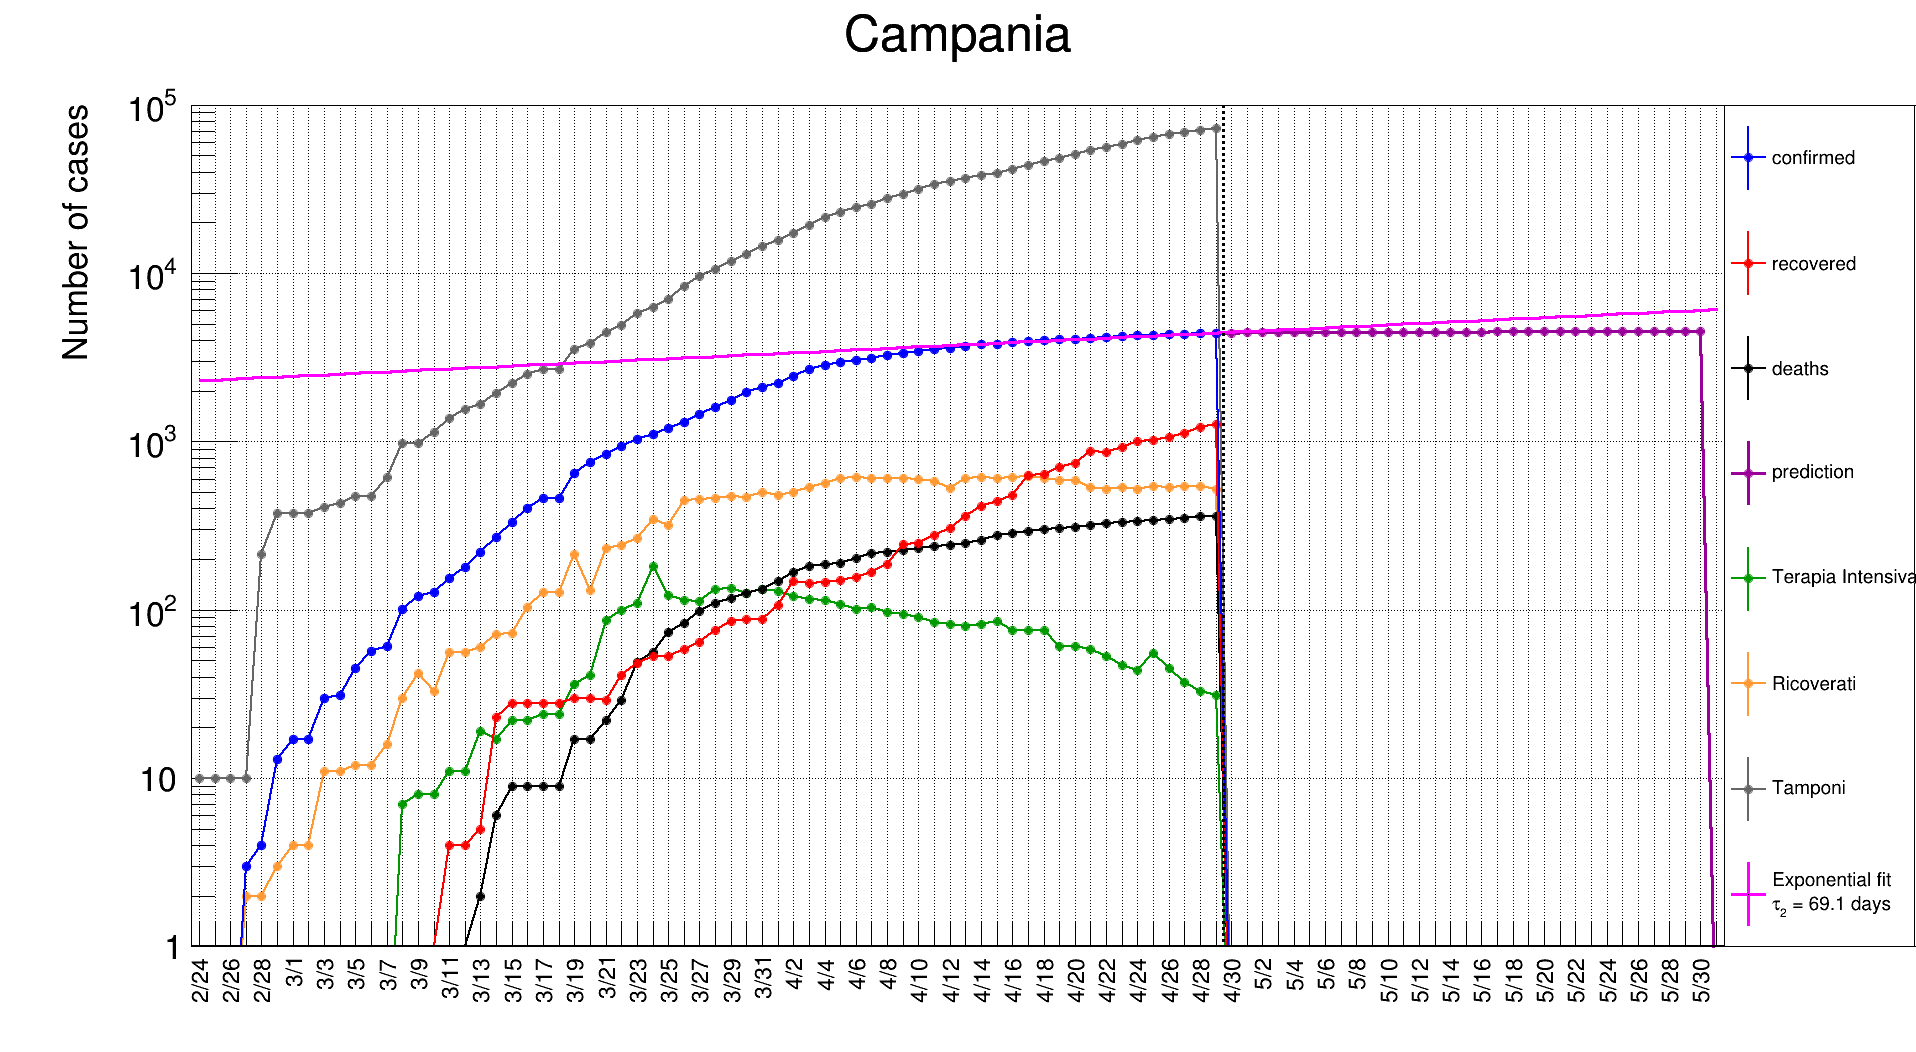 Campania
Number of cases
10^5
10^4
10^3
10^2
10
1
2/24 2/26 2/28 3/1 3/3 3/5 3/7 3/9 3/11 3/13 3/15 3/17 3/19 3/21 3/23 3/25 3/27 3/29 3/31 4/2 4/4 4/6 4/8 4/10 4/12 4/14 4/16 4/18 4/20 4/22 4/24 4/26 4/28 4/30 5/2 5/4 5/6 5/8 5/10 5/12 5/14 5/16 5/18 5/20 5/22 5/24 5/26 5/28 5/30
confirmed
recovered
deaths
prediction
Terapia Intensiva
Ricoverati
Tamponi
Exponential fit
τ₂ = 69.1 days